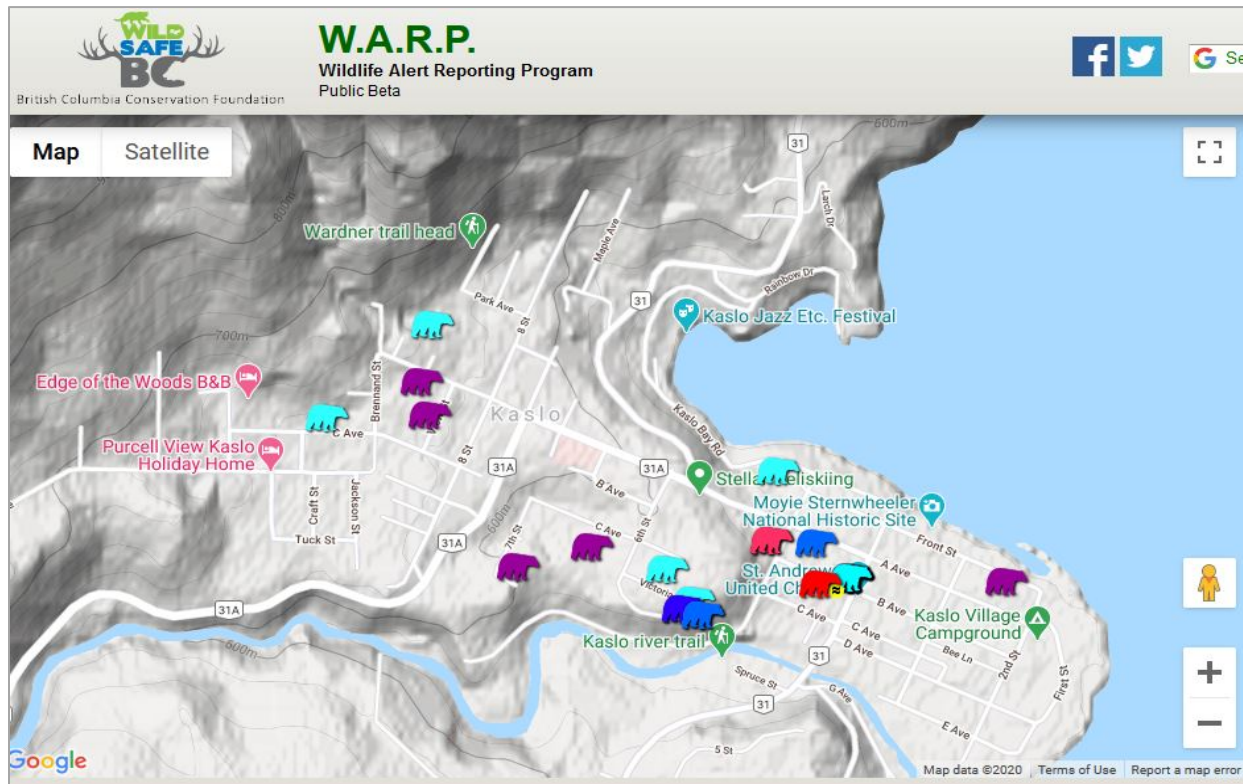 WILD
SAFE
BC
British Columbia Conservation Foundation
W.A.R.P.
Wildlife Alert Reporting Program
Public Beta
Map
Satellite
600m
31
Larch Dr
Maple Ave
Wardner trail head
Rainbow Dr
Park Ave
8 St
31
Kaslo Jazz Etc. Festival
700m
Edge of the Woods B&B
Brennand St
Kaslo
Kaslo Bay Rd
C Ave
Purcell View Kaslo
Holiday Home
8 St
31A
31A
Craft St
Jackson St
B Ave
Moyie Sternwheeler
National Historic Site
Tuck St
31A
600m
7th St
C Ave
6th St
Front St
A Ave
St.
United
B Ave
Kaslo Village
Campground
31A
600m
Kaslo river trail
C Ave
C Ave
D Ave
Bee Ln
2nd St
First St
31
Spruce St
G Ave
31
E Ave
5 St
Google
Map data ©2020
Terms of Use
Report a map error